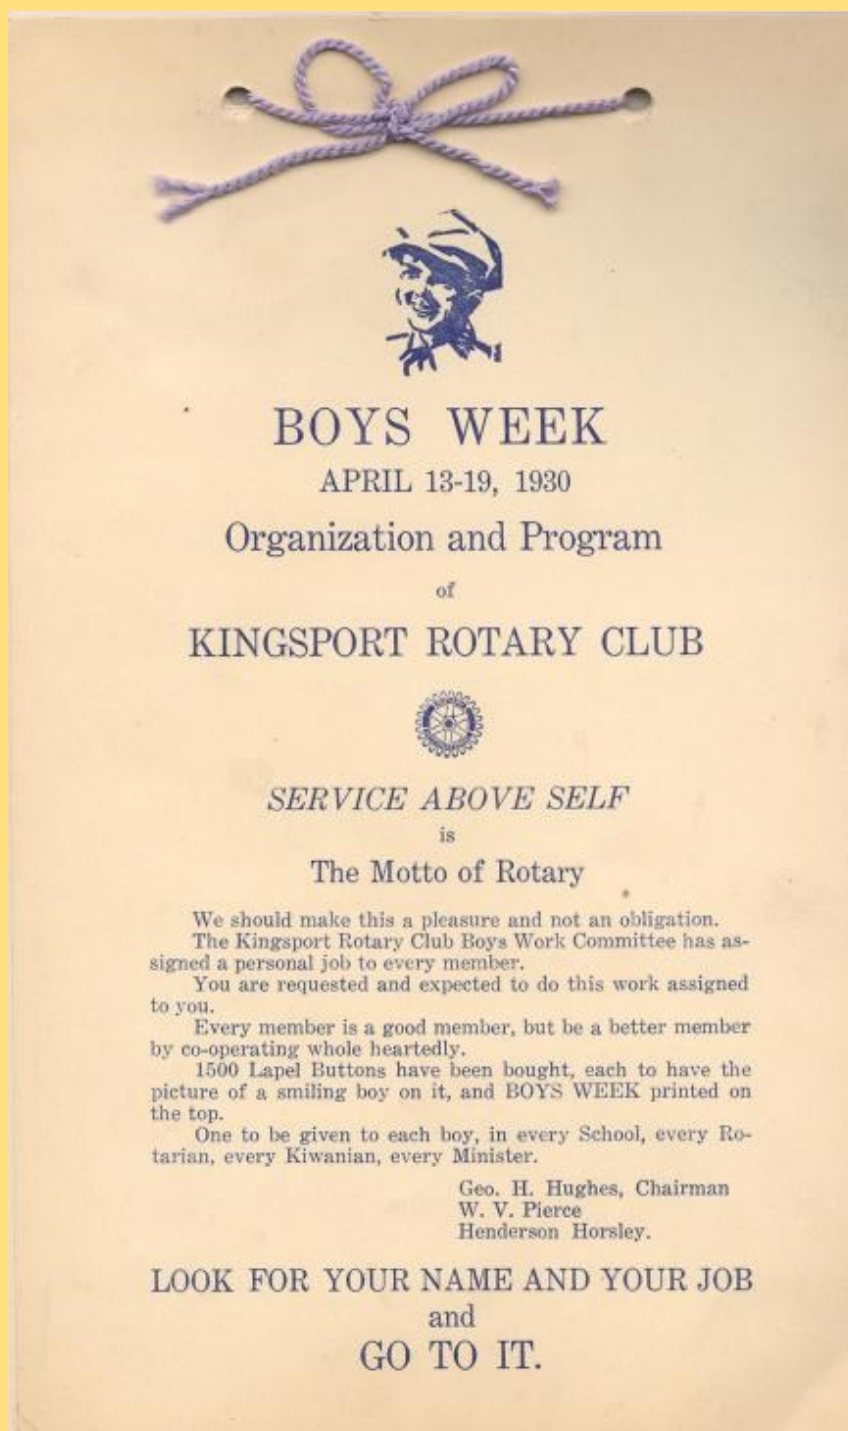 BOYS WEEK
APRIL 13-19, 1930
Organization and Program
of
KINGSPORT ROTARY CLUB
SERVICE ABOVE SELF
is
The Motto of Rotary
We should make this a pleasure and not an obligation.
The Kingsport Rotary Club Boys Work Committee has as-
signed a personal job to every member.
You are requested and expected to do this work assigned
to you.
Every member is a good member, but be a better member
by co-operating whole heartedly.
1500 Lapel Buttons have been bought, each to have the
picture of a smiling boy on it, and BOYS WEEK printed on
the top.
One to be given to each boy, in every School, every Ro-
tarian, every Kiwanian, every Minister.
Geo. H. Hughes, Chairman
W. V. Pierce
Henderson Horsley.
LOOK FOR YOUR NAME AND YOUR JOB
and
GO TO IT.